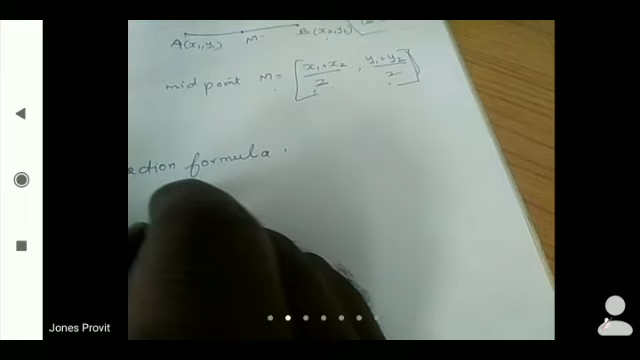 A(x₁,y₁) M B(x₂,y₂)
mid point M = [ x₁+x₂/2 , y₁+y₂/2 ]
ection formula.
Jones Provit